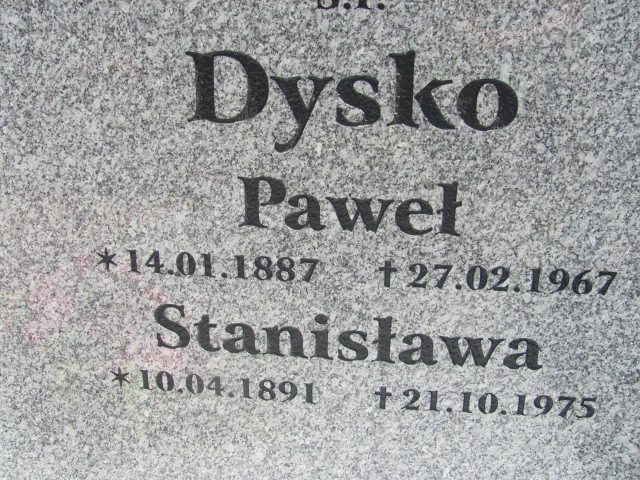 Dysko
Paweł
*14.01.1887 †27.02.1967
Stanisława
*10.04.1891 †21.10.1975